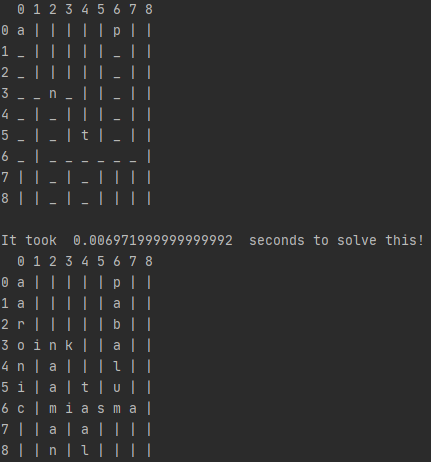 0 1 2 3 4 5 6 7 8
0 a | | | | | p | |
1 _ | | | | | _ | |
2 _ | | | | | _ | |
3 _ _ n _ | | _ | |
4 _ | _ | | | _ | |
5 _ | _ | t | _ | |
6 _ | _ _ _ _ _ _ |
7 | | _ | _ | | | |
8 | | _ | _ | | | |
It took  0.006971999999999992  seconds to solve this!
0 1 2 3 4 5 6 7 8
0 a | | | | | p | |
1 a | | | | | a | |
2 r | | | | | b | |
3 o i n k | | a | |
4 n | a | | | l | |
5 i | a | t | u | |
6 c | m i a s m a |
7 | | a | a | | | |
8 | | n | l | | | |